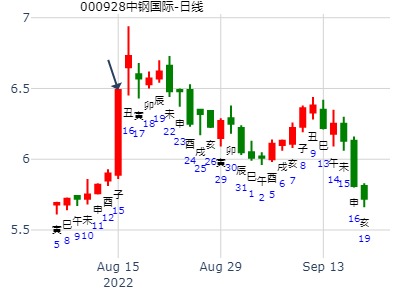 000928中钢国际-日线
7
6.5
6
5.5
寅
5
巳
8
午
9
未
10
申
11
酉
12
子
15
丑
16
寅
17
卯
18
辰
19
未
22
申
23
酉
24
戌
25
亥
26
寅
29
卯
30
辰
31
巳
1
午
2
酉
5
戌
6
亥
7
子
8
丑
9
巳
13
午
14
未
15
申
16
亥
19
Aug 15
2022
Aug 29
Sep 13